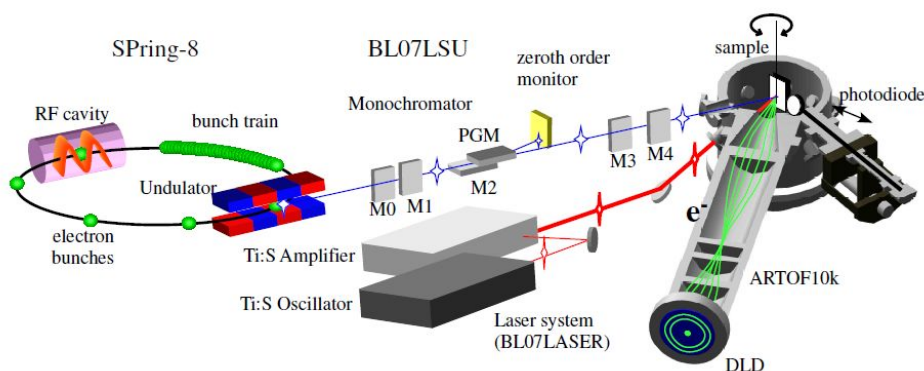 SPring-8
BL07LSU
RF cavity
bunch train
Undulator
electron
bunches
Monochromator
M0
M1
PGM
M2
zeroth order
monitor
M3
M4
sample
photodiode
e-
Ti:S Amplifier
Ti:S Oscillator
Laser system
(BL07LASER)
ARTOF10k
DLD